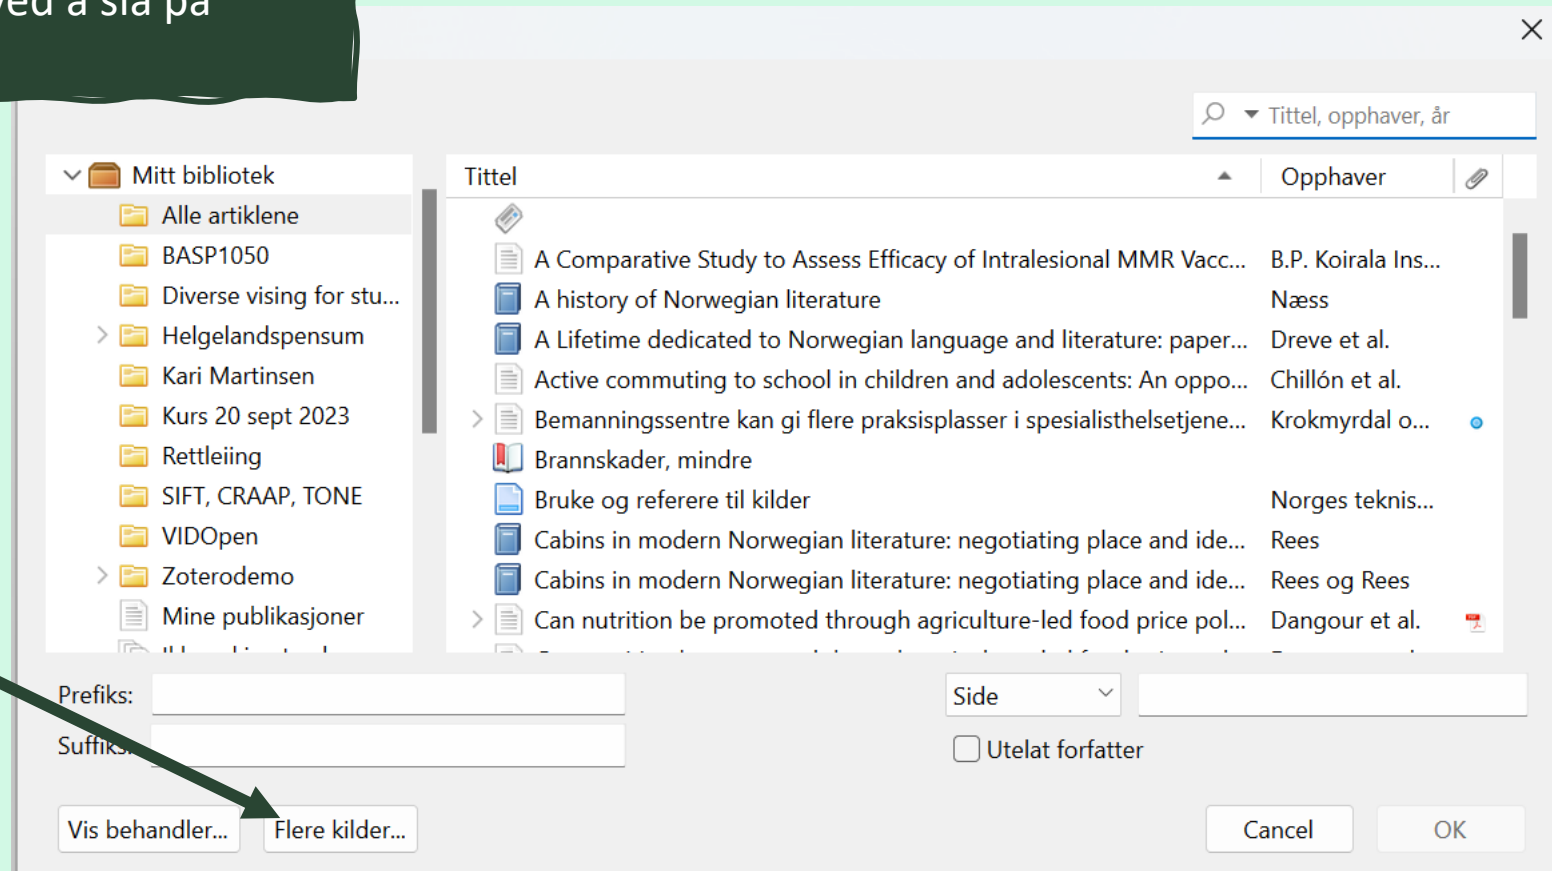 ved å slå på
Tittel, opphaver, år
Mitt bibliotek
Alle artiklene
BASP1050
Diverse vising for stu...
Helgelandspensum
Kari Martinsen
Kurs 20 sept 2023
Rettleiing
SIFT, CRAAP, TONE
VIDOpen
Zoterodemo
Mine publikasjoner
Tittel Opphaver
A Comparative Study to Assess Efficacy of Intralesional MMR Vacc... B.P. Koirala Ins...
A history of Norwegian literature Næss
A Lifetime dedicated to Norwegian language and literature: paper... Dreve et al.
Active commuting to school in children and adolescents: An oppo... Chillón et al.
Bemanningssentre kan gi flere praksisplasser i spesialisthelsetjene... Krokmyrdal o...
Brannskader, mindre
Bruke og referere til kilder Norges teknis...
Cabins in modern Norwegian literature: negotiating place and ide... Rees
Cabins in modern Norwegian literature: negotiating place and ide... Rees og Rees
Can nutrition be promoted through agriculture-led food price pol... Dangour et al.
Prefiks:
Side
Suffiks:
Utelat forfatter
Vis behandler... Flere kilder... Cancel OK